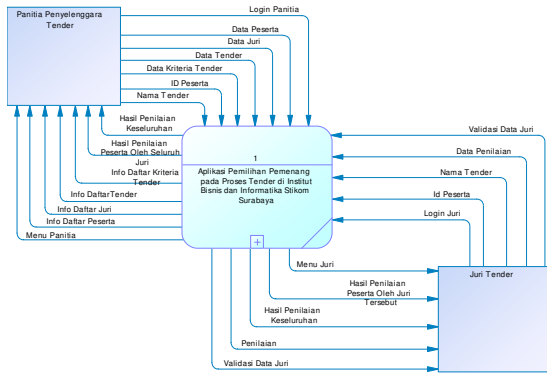 Panitia Penyelenggara
Tender
Login Panitia
Data Peserta
Data Juri
Data Tender
Data Kriteria Tender
ID Peserta
Nama Tender
Hasil Penilaian
Keseluruhan
Hasil Penilaian
Peserta Oleh Seluruh
Juri
Info Daftar Kriteria
Tender
Info DaftarTender
Info Daftar Juri
Info Daftar Peserta
Menu Panitia
1
Aplikasi Pemilihan Pemenang
pada Proses Tender di Institut
Bisnis dan Informatika Stikom
Surabaya
Validasi Data Juri
Data Penilaian
Nama Tender
Id Peserta
Login Juri
Menu Juri
Hasil Penilaian
Peserta Oleh Juri
Tersebut
Hasil Penilaian
Keseluruhan
Penilaian
Validasi Data Juri
Juri Tender